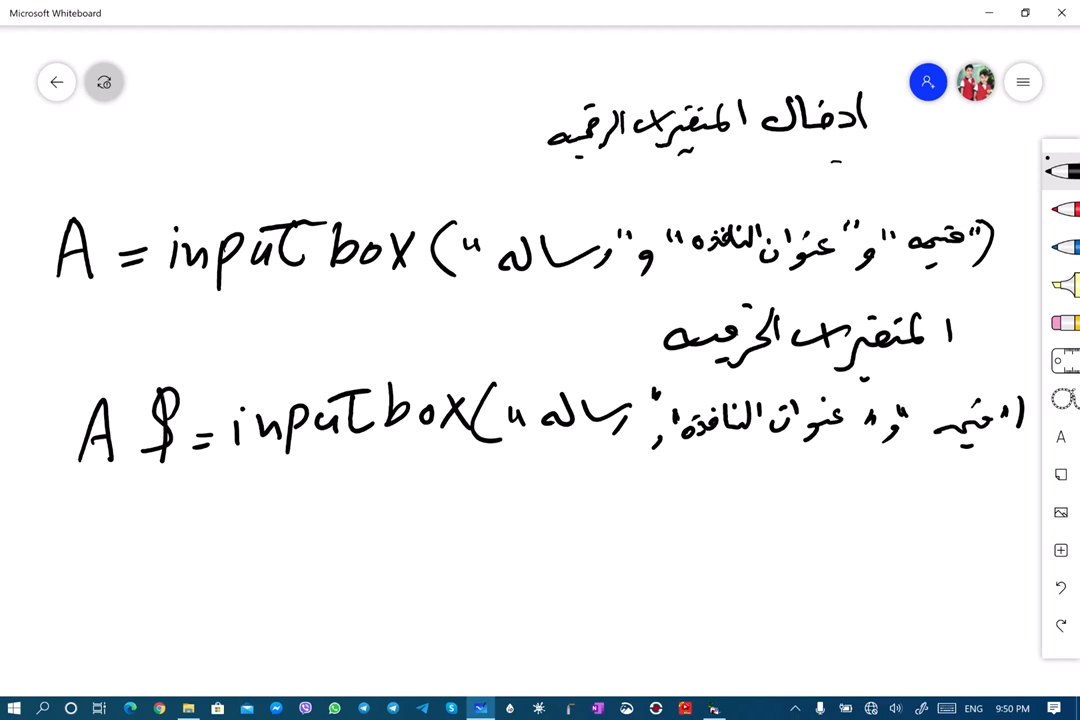 Microsoft Whiteboard
ادخال المتغيرات الرقميه
A = inputbox("رساله" و "عنوان النافذه" و "قيمه")
المتغيرات الحرفيه
A $ = inputbox("رساله", "عنوان النافذه" و "قيمه")
A
ENG 9:50 PM